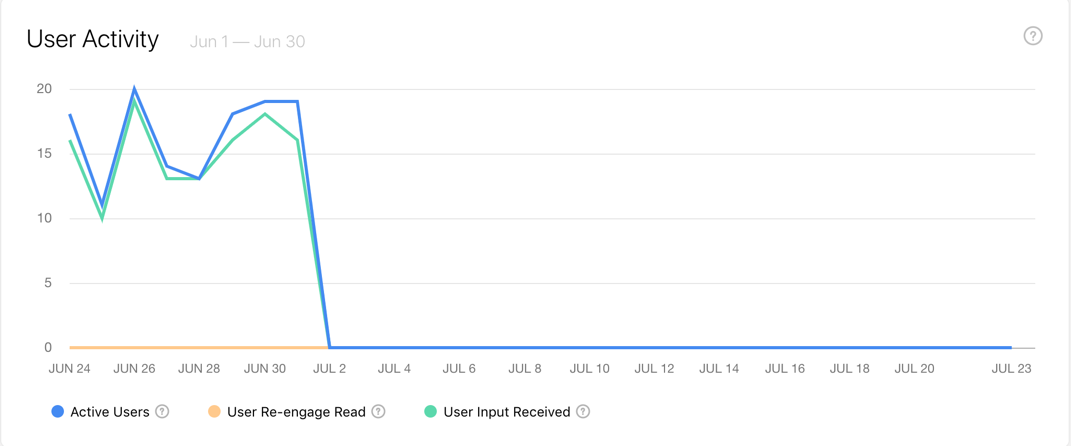 User Activity Jun 1 — Jun 30 ?
20
15
10
5
0
JUN 24 JUN 26 JUN 28 JUN 30 JUL 2 JUL 4 JUL 6 JUL 8 JUL 10 JUL 12 JUL 14 JUL 16 JUL 18 JUL 20 JUL 23
Active Users ? User Re-engage Read ? User Input Received ?